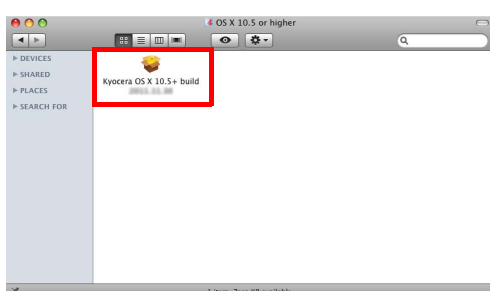 OS X 10.5 or higher
DEVICES
SHARED
PLACES
SEARCH FOR
Kyocera OS X 10.5+ build